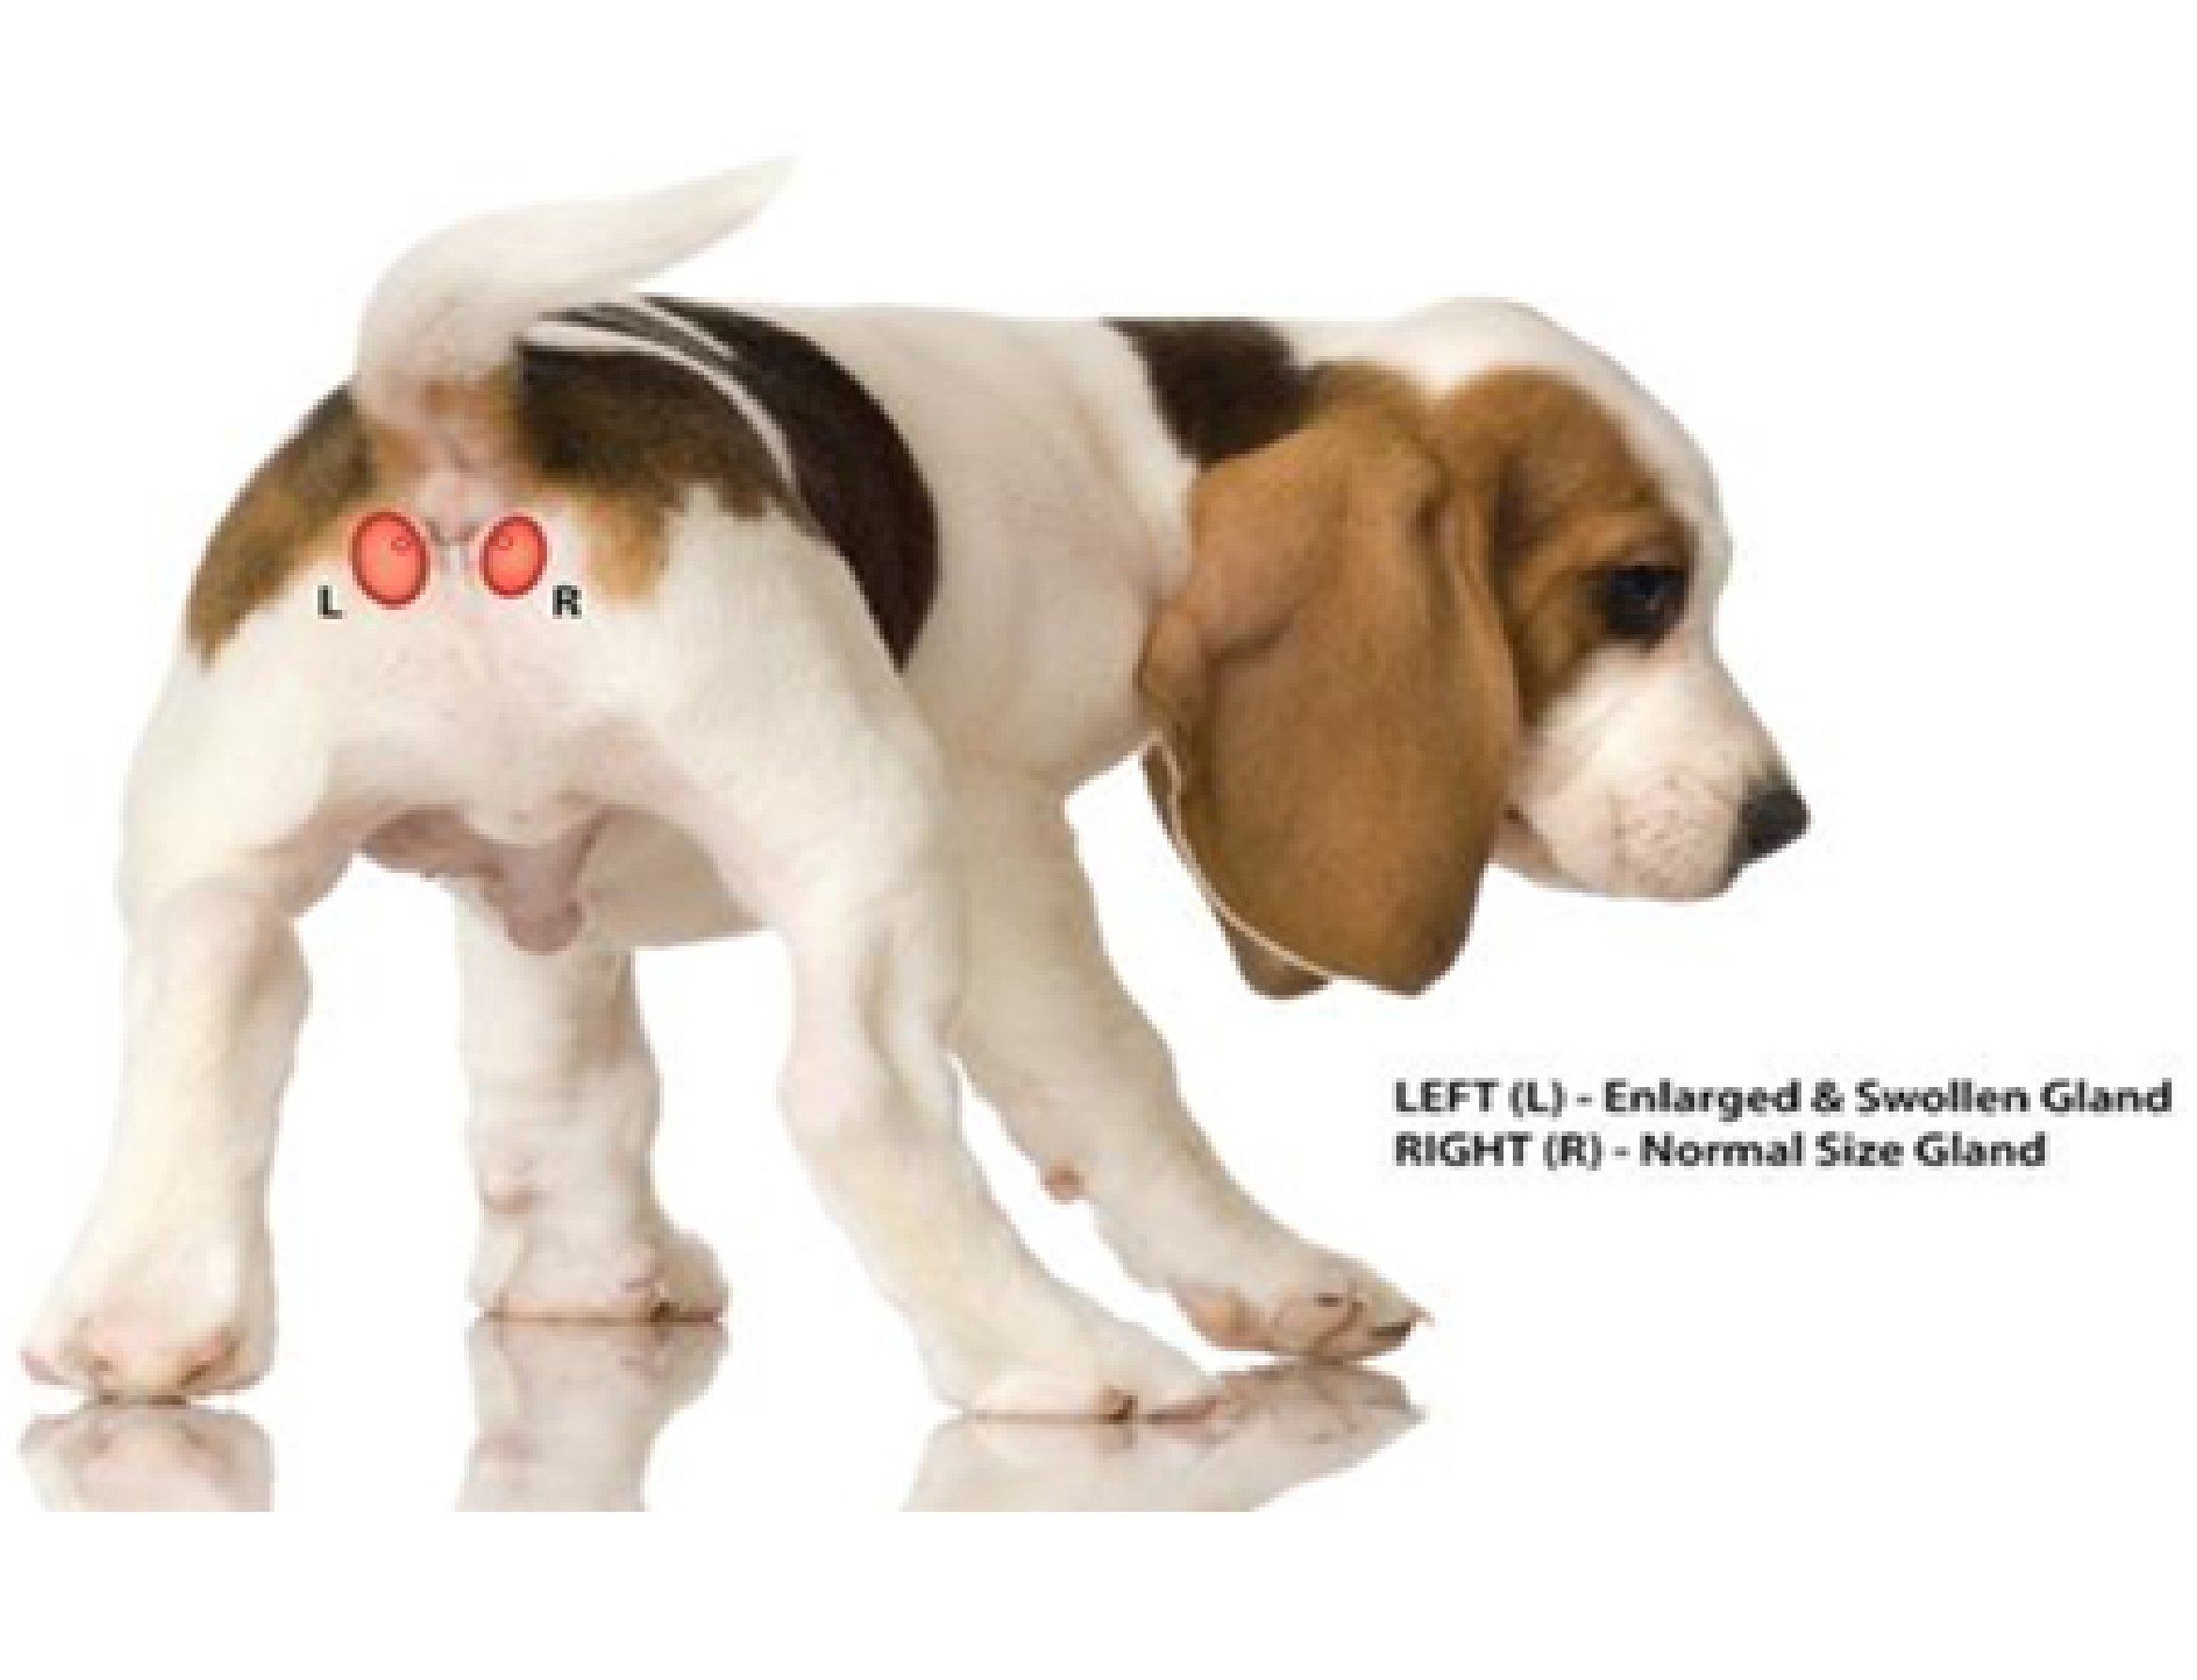 L
R
LEFT (L) - Enlarged & Swollen Gland
RIGHT (R) - Normal Size Gland